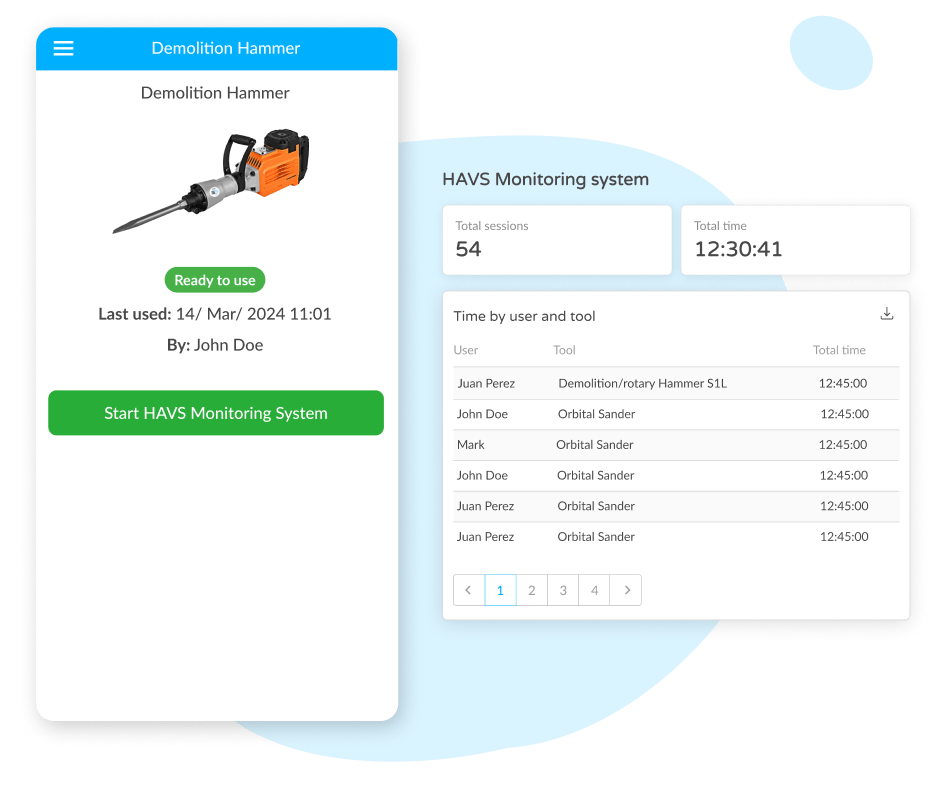 Demolition Hammer
Demolition Hammer
Ready to use
Last used: 14/ Mar/ 2024 11:01
By: John Doe
Start HAVS Monitoring System
HAVS Monitoring system
Total sessions
54
Total time
12:30:41
Time by user and tool
User Tool Total time
Juan Perez Demolition/rotary Hammer S1L 12:45:00
John Doe Orbital Sander 12:45:00
Mark Orbital Sander 12:45:00
John Doe Orbital Sander 12:45:00
Juan Perez Orbital Sander 12:45:00
Juan Perez Orbital Sander 12:45:00
< 1 2 3 4 >